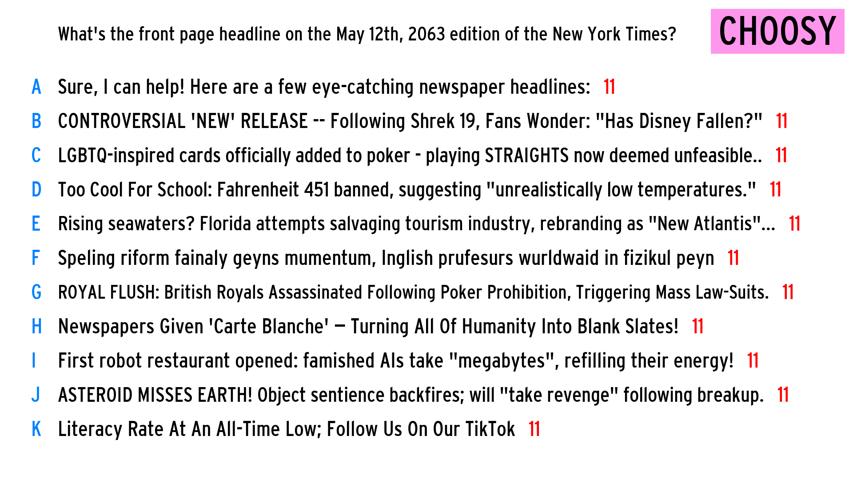 What's the front page headline on the May 12th, 2063 edition of the New York Times?
CHOOSY
A Sure, I can help! Here are a few eye-catching newspaper headlines: 11
B CONTROVERSIAL 'NEW' RELEASE -- Following Shrek 19, Fans Wonder: "Has Disney Fallen?" 11
C LGBTQ-inspired cards officially added to poker - playing STRAIGHTS now deemed unfeasible.. 11
D Too Cool For School: Fahrenheit 451 banned, suggesting "unrealistically low temperatures." 11
E Rising seawaters? Florida attempts salvaging tourism industry, rebranding as "New Atlantis"... 11
F Speling riform fainaly geyns mumentum, Inglish prufesurs wurldwaid in fizikul peyn 11
G ROYAL FLUSH: British Royals Assassinated Following Poker Prohibition, Triggering Mass Law-Suits. 11
H Newspapers Given 'Carte Blanche' – Turning All Of Humanity Into Blank Slates! 11
I First robot restaurant opened: famished AIs take "megabytes", refilling their energy! 11
J ASTEROID MISSES EARTH! Object sentience backfires; will "take revenge" following breakup. 11
K Literacy Rate At An All-Time Low; Follow Us On Our TikTok 11